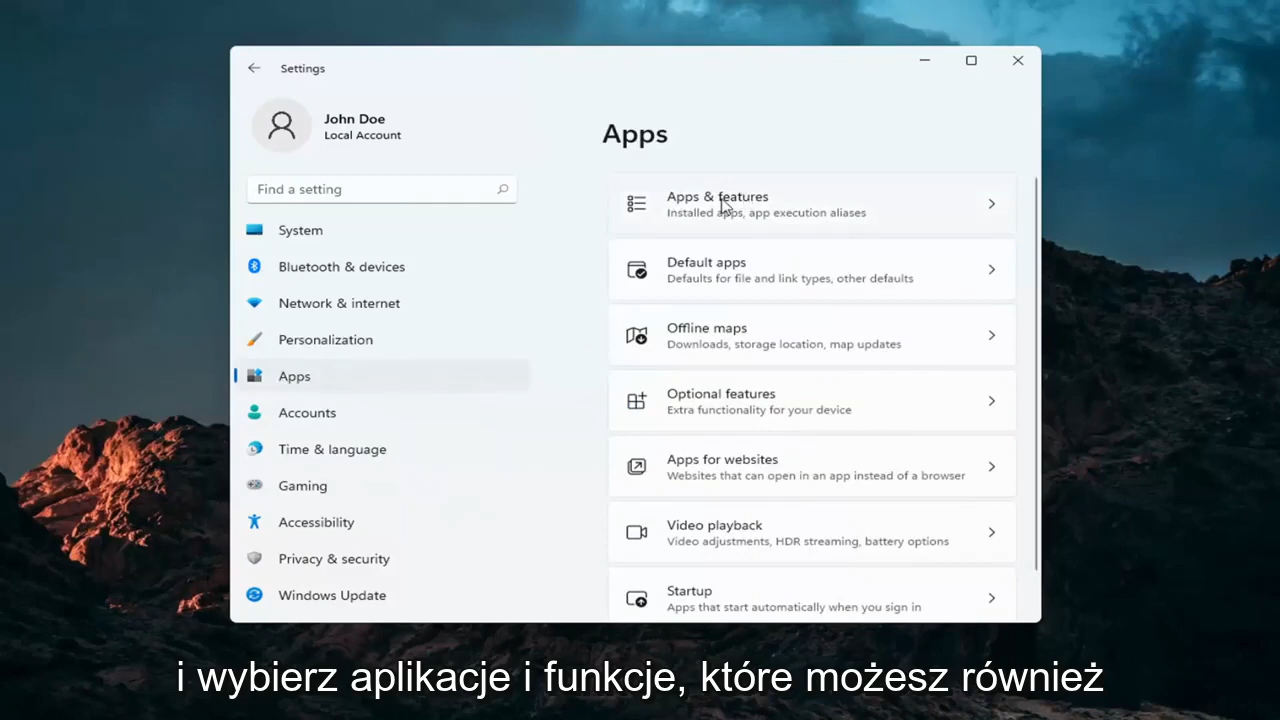 Settings
John Doe
Local Account
Find a setting
System
Bluetooth & devices
Network & internet
Personalization
Apps
Accounts
Time & language
Gaming
Accessibility
Privacy & security
Windows Update
Apps
Apps & features
Installed apps, app execution aliases
Default apps
Defaults for file and link types, other defaults
Offline maps
Downloads, storage location, map updates
Optional features
Extra functionality for your device
Apps for websites
Websites that can open in an app instead of a browser
Video playback
Video adjustments, HDR streaming, battery options
Startup
Apps that start automatically when you sign in
i wybierz aplikacje i funkcje, które możesz również